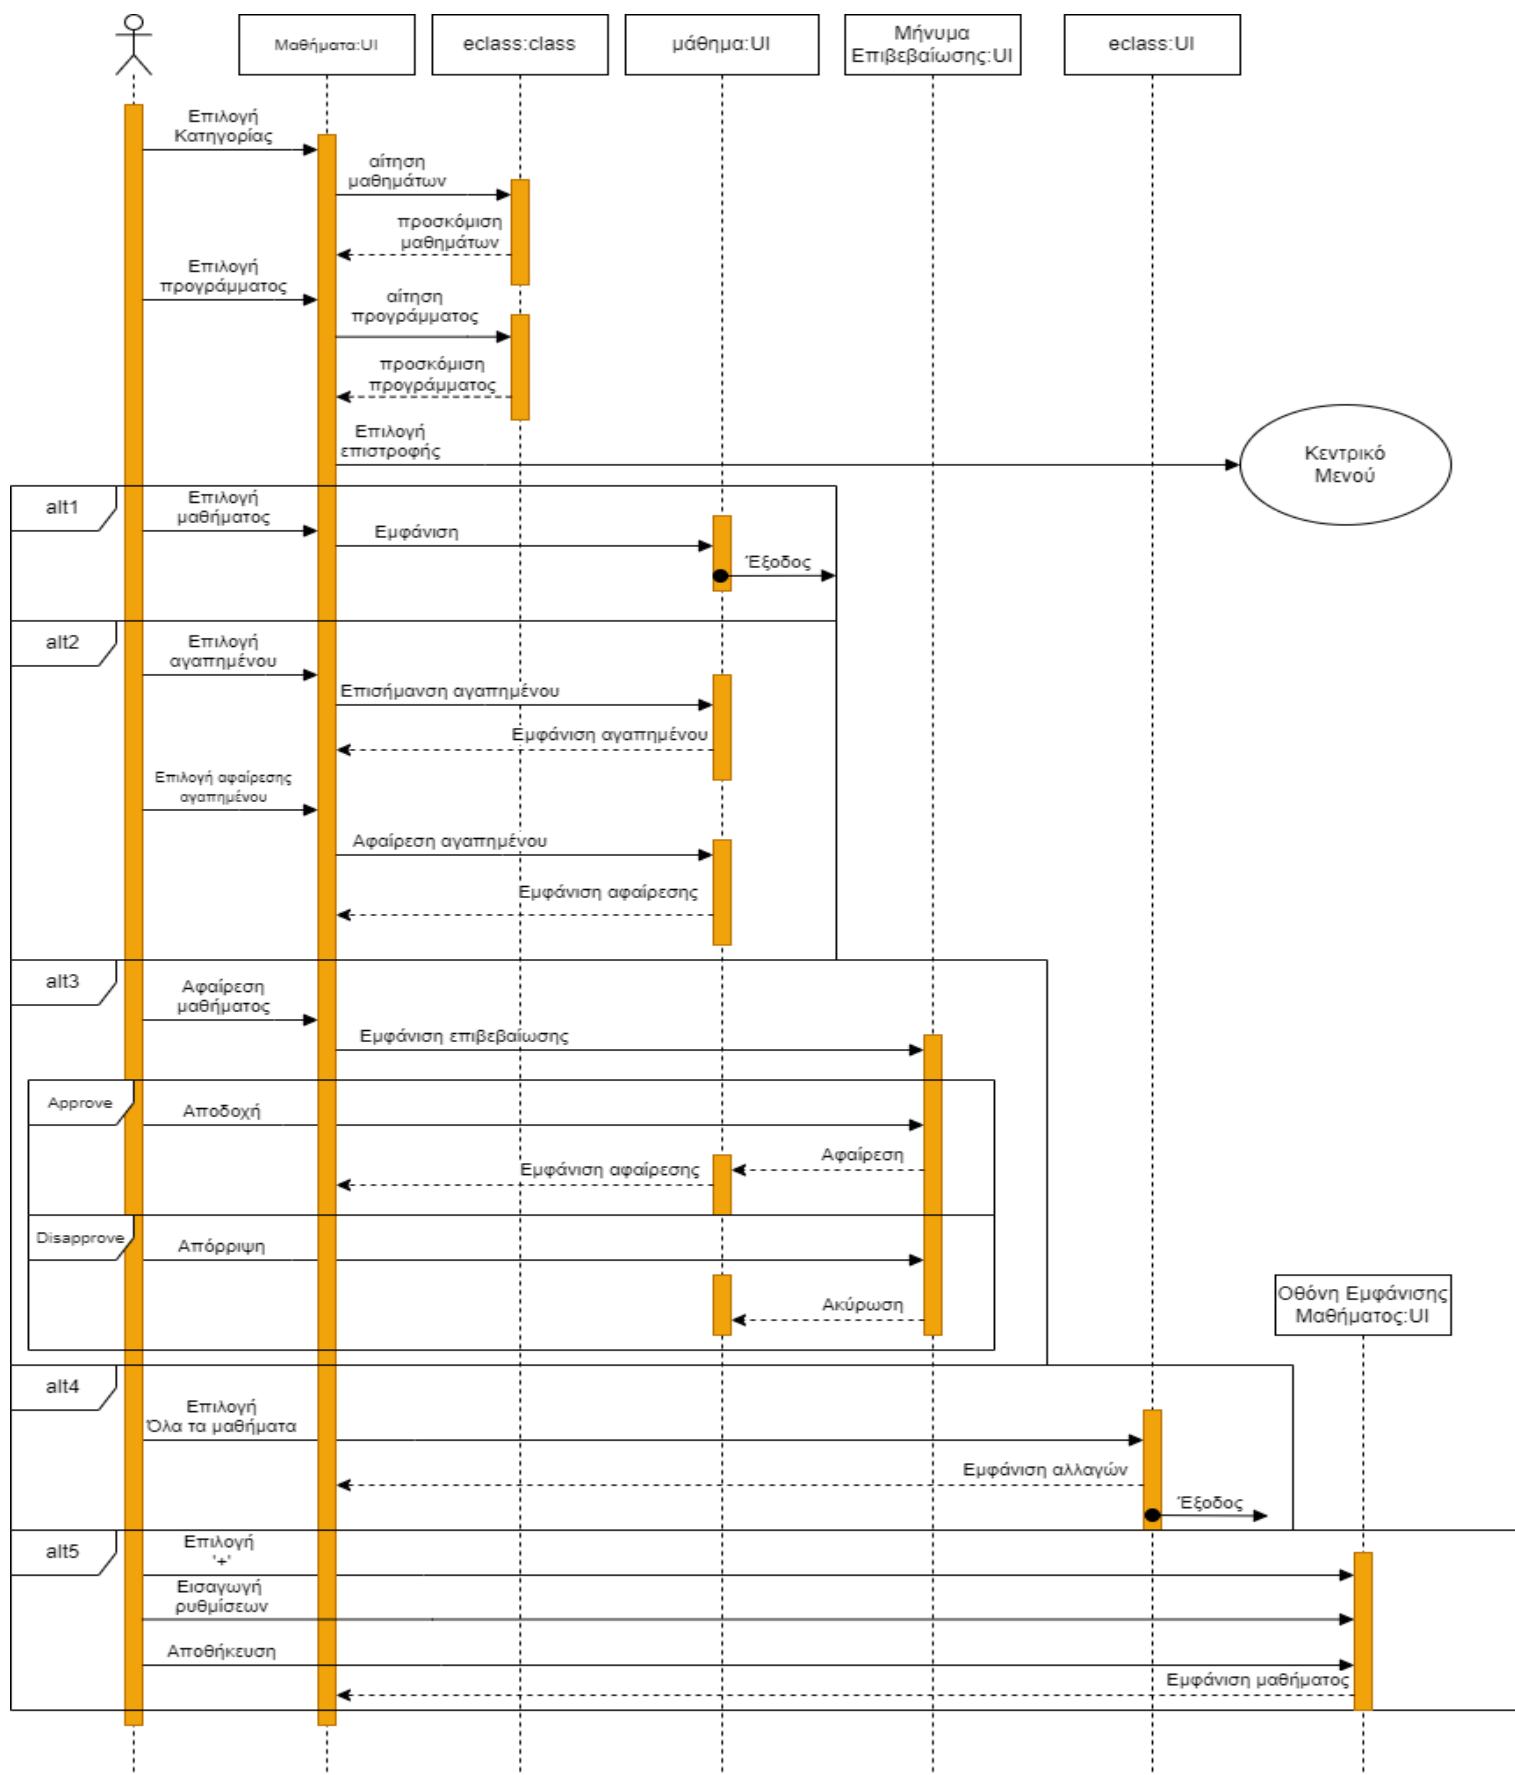 Μαθήματα:UI
eclass:class
μάθημα:UI
Μήνυμα
Επιβεβαίωσης:UI
eclass:UI
Επιλογή
Κατηγορίας
αίτηση
μαθημάτων
προσκόμιση
μαθημάτων
Επιλογή
προγράμματος
αίτηση
προγράμματος
προσκόμιση
προγράμματος
Επιλογή
επιστροφής
Κεντρικό
Μενού
alt1
Επιλογή
μαθήματος
Εμφάνιση
Έξοδος
alt2
Επιλογή
αγαπημένου
Επισήμανση αγαπημένου
Εμφάνιση αγαπημένου
Επιλογή αφαίρεσης
αγαπημένου
Αφαίρεση αγαπημένου
Εμφάνιση αφαίρεσης
alt3
Αφαίρεση
μαθήματος
Εμφάνιση επιβεβαίωσης
Approve
Αποδοχή
Αφαίρεση
Εμφάνιση αφαίρεσης
Disapprove
Απόρριψη
Ακύρωση
Οθόνη Εμφάνισης
Μαθήματος:UI
alt4
Επιλογή
Όλα τα μαθήματα
Εμφάνιση αλλαγών
Έξοδος
alt5
Επιλογή
'+'
Εισαγωγή
ρυθμίσεων
Αποθήκευση
Εμφάνιση μαθήματος